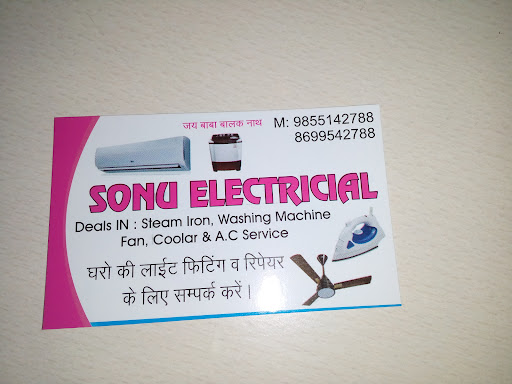 जय बाबा बालक नाथ M: 9855142788
8699542788
SONU ELECTRICIAL
Deals IN : Steam Iron, Washing Machine
Fan, Coolar & A.C Service
घरो की लाईट फिटिंग व रिपेयर
के लिए सम्पर्क करें।